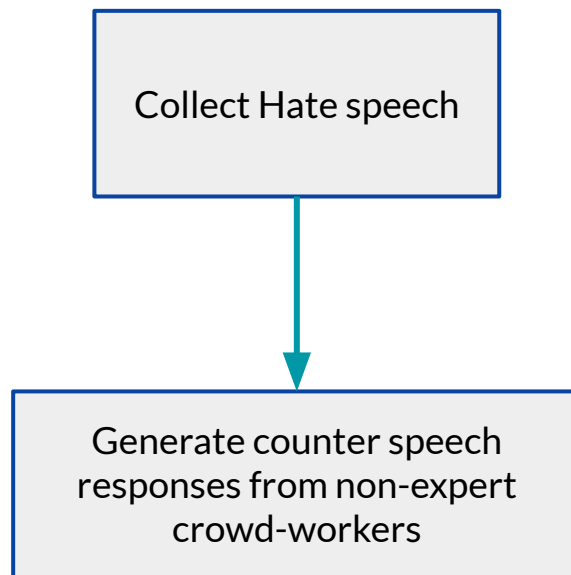 Collect Hate speech
Generate counter speech
responses from non-expert
crowd-workers